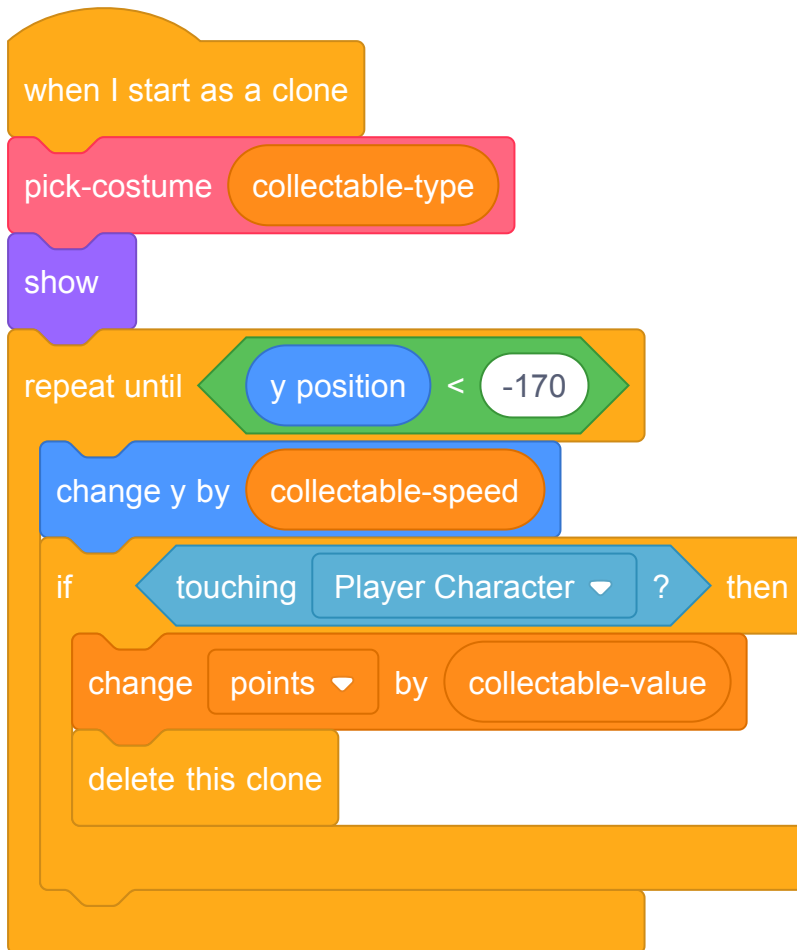 when I start as a clone
pick-costume collectable-type
show
repeat until y position < -170
change y by collectable-speed
if touching Player Character ? then
change points by collectable-value
delete this clone